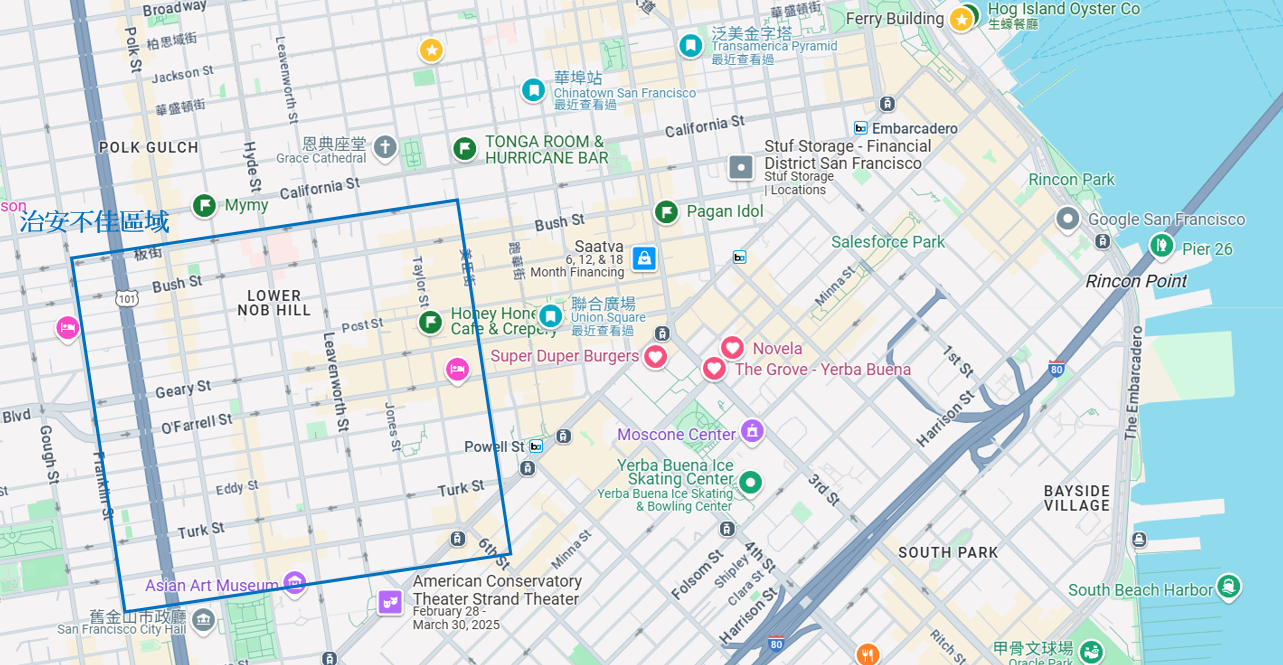 Broadway
Polk St
柏思域街
Jackson St
華盛頓街
Leavenworth St
華盛頓街
泛美金字塔
Transamerica Pyramid
最近查看過
Ferry Building
Hog Island Oyster Co
生蠔餐廳
華埠站
Chinatown San Francisco
最近查看過
POLK GULCH
Hyde St
恩典座堂
Grace Cathedral
TONGA ROOM &
HURRICANE BAR
California St
Embarcadero
Stuf Storage - Financial
District San Francisco
Stuf Storage
| Locations
California St
Rincon Park
son
Mymy
治安不佳區域
Bush St
Pagan Idol
Google San Francisco
Pier 26
Rincon Point
Salesforce Park
Saatva
6, 12, & 18
Month Financing
板街
Bush St
101
Taylor St
LOWER
NOB HILL
Post St
Honey Hone
Cafe & Crepery
聯合廣場
Union Square
最近查看過
Minna St
Super Duper Burgers
Novela
The Grove - Yerba Buena
1st St
80
The Embarcadero
Leavenworth St
Geary St
Blvd
O'Farrell St
Jones St
Gough St
Franklin St
Powell St
Moscone Center
Harrison St
Yerba Buena Ice
Skating Center
Yerba Buena Ice Skating
& Bowling Center
Eddy St
Turk St
3rd St
BAYSIDE
VILLAGE
Turk St
6th St
Minna St
4th St
Folsom St
Shipley St
Clara St
Harrison St
SOUTH PARK
Asian Art Museum
American Conservatory
Theater Strand Theater
February 28 -
March 30, 2025
South Beach Harbor
舊金山市政廳
San Francisco City Hall
80
Ritch St
甲骨文球場
Oracle Park